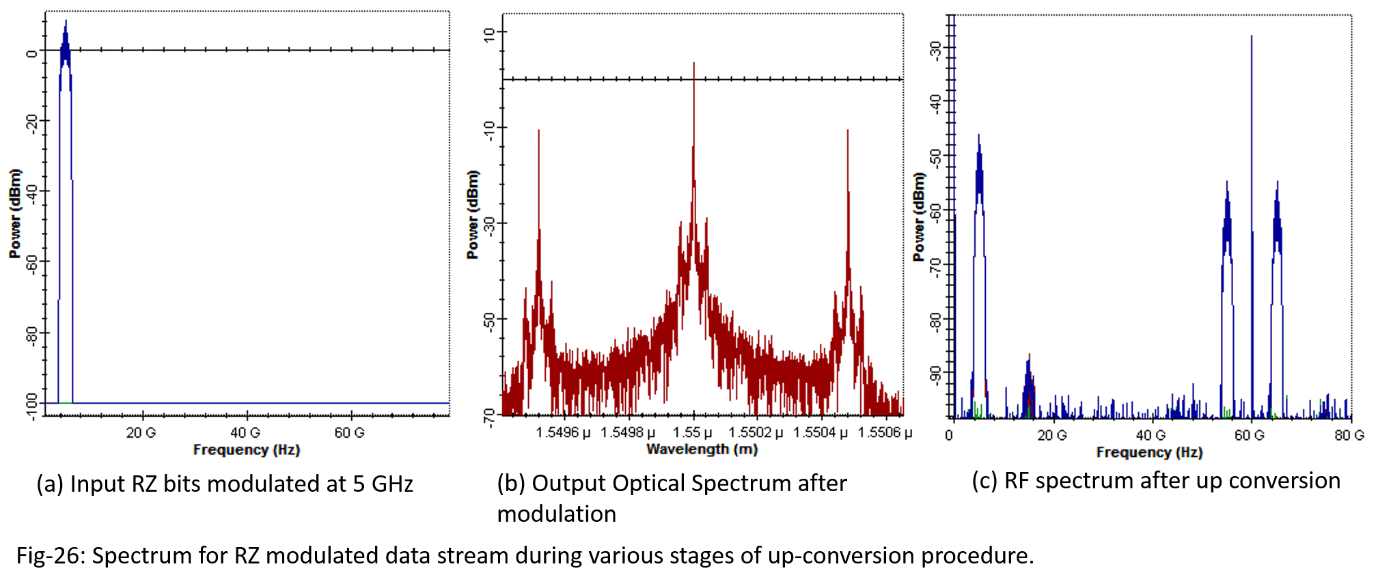 0
-20
-40
-60
-80
-100
Power (dBm)
20 G 40 G 60 G
Frequency (Hz)
10
-10
-30
-50
-70
Power (dBm)
1.5496 µ 1.5498 µ 1.55 µ 1.5502 µ 1.5504 µ 1.5506 µ
Wavelength (m)
-30
-40
-50
-60
-70
-80
-90
Power (dBm)
0 20 G 40 G 60 G 80 G
Frequency (Hz)
(a) Input RZ bits modulated at 5 GHz
(b) Output Optical Spectrum after
modulation
(c) RF spectrum after up conversion
Fig-26: Spectrum for RZ modulated data stream during various stages of up-conversion procedure.